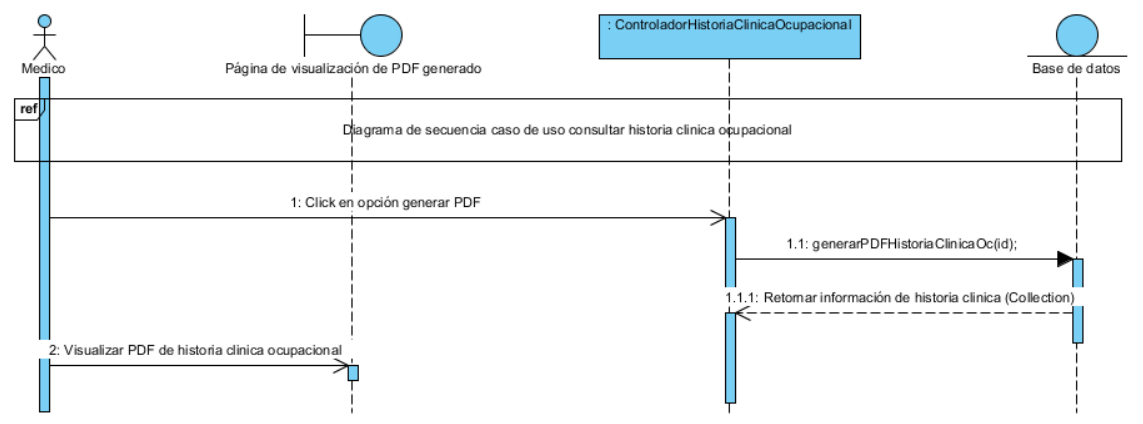 : ControladorHistoriaClinicaOcupacional
Medico
Página de visualización de PDF generado
Base de datos
ref
Diagrama de secuencia caso de uso consultar historia clinica ocupacional
1: Click en opción generar PDF
1.1: generarPDFHistoriaClinicaOc(id);
1.1.1: Retornar información de historia clinica (Collection)
2: Visualizar PDF de historia clinica ocupacional